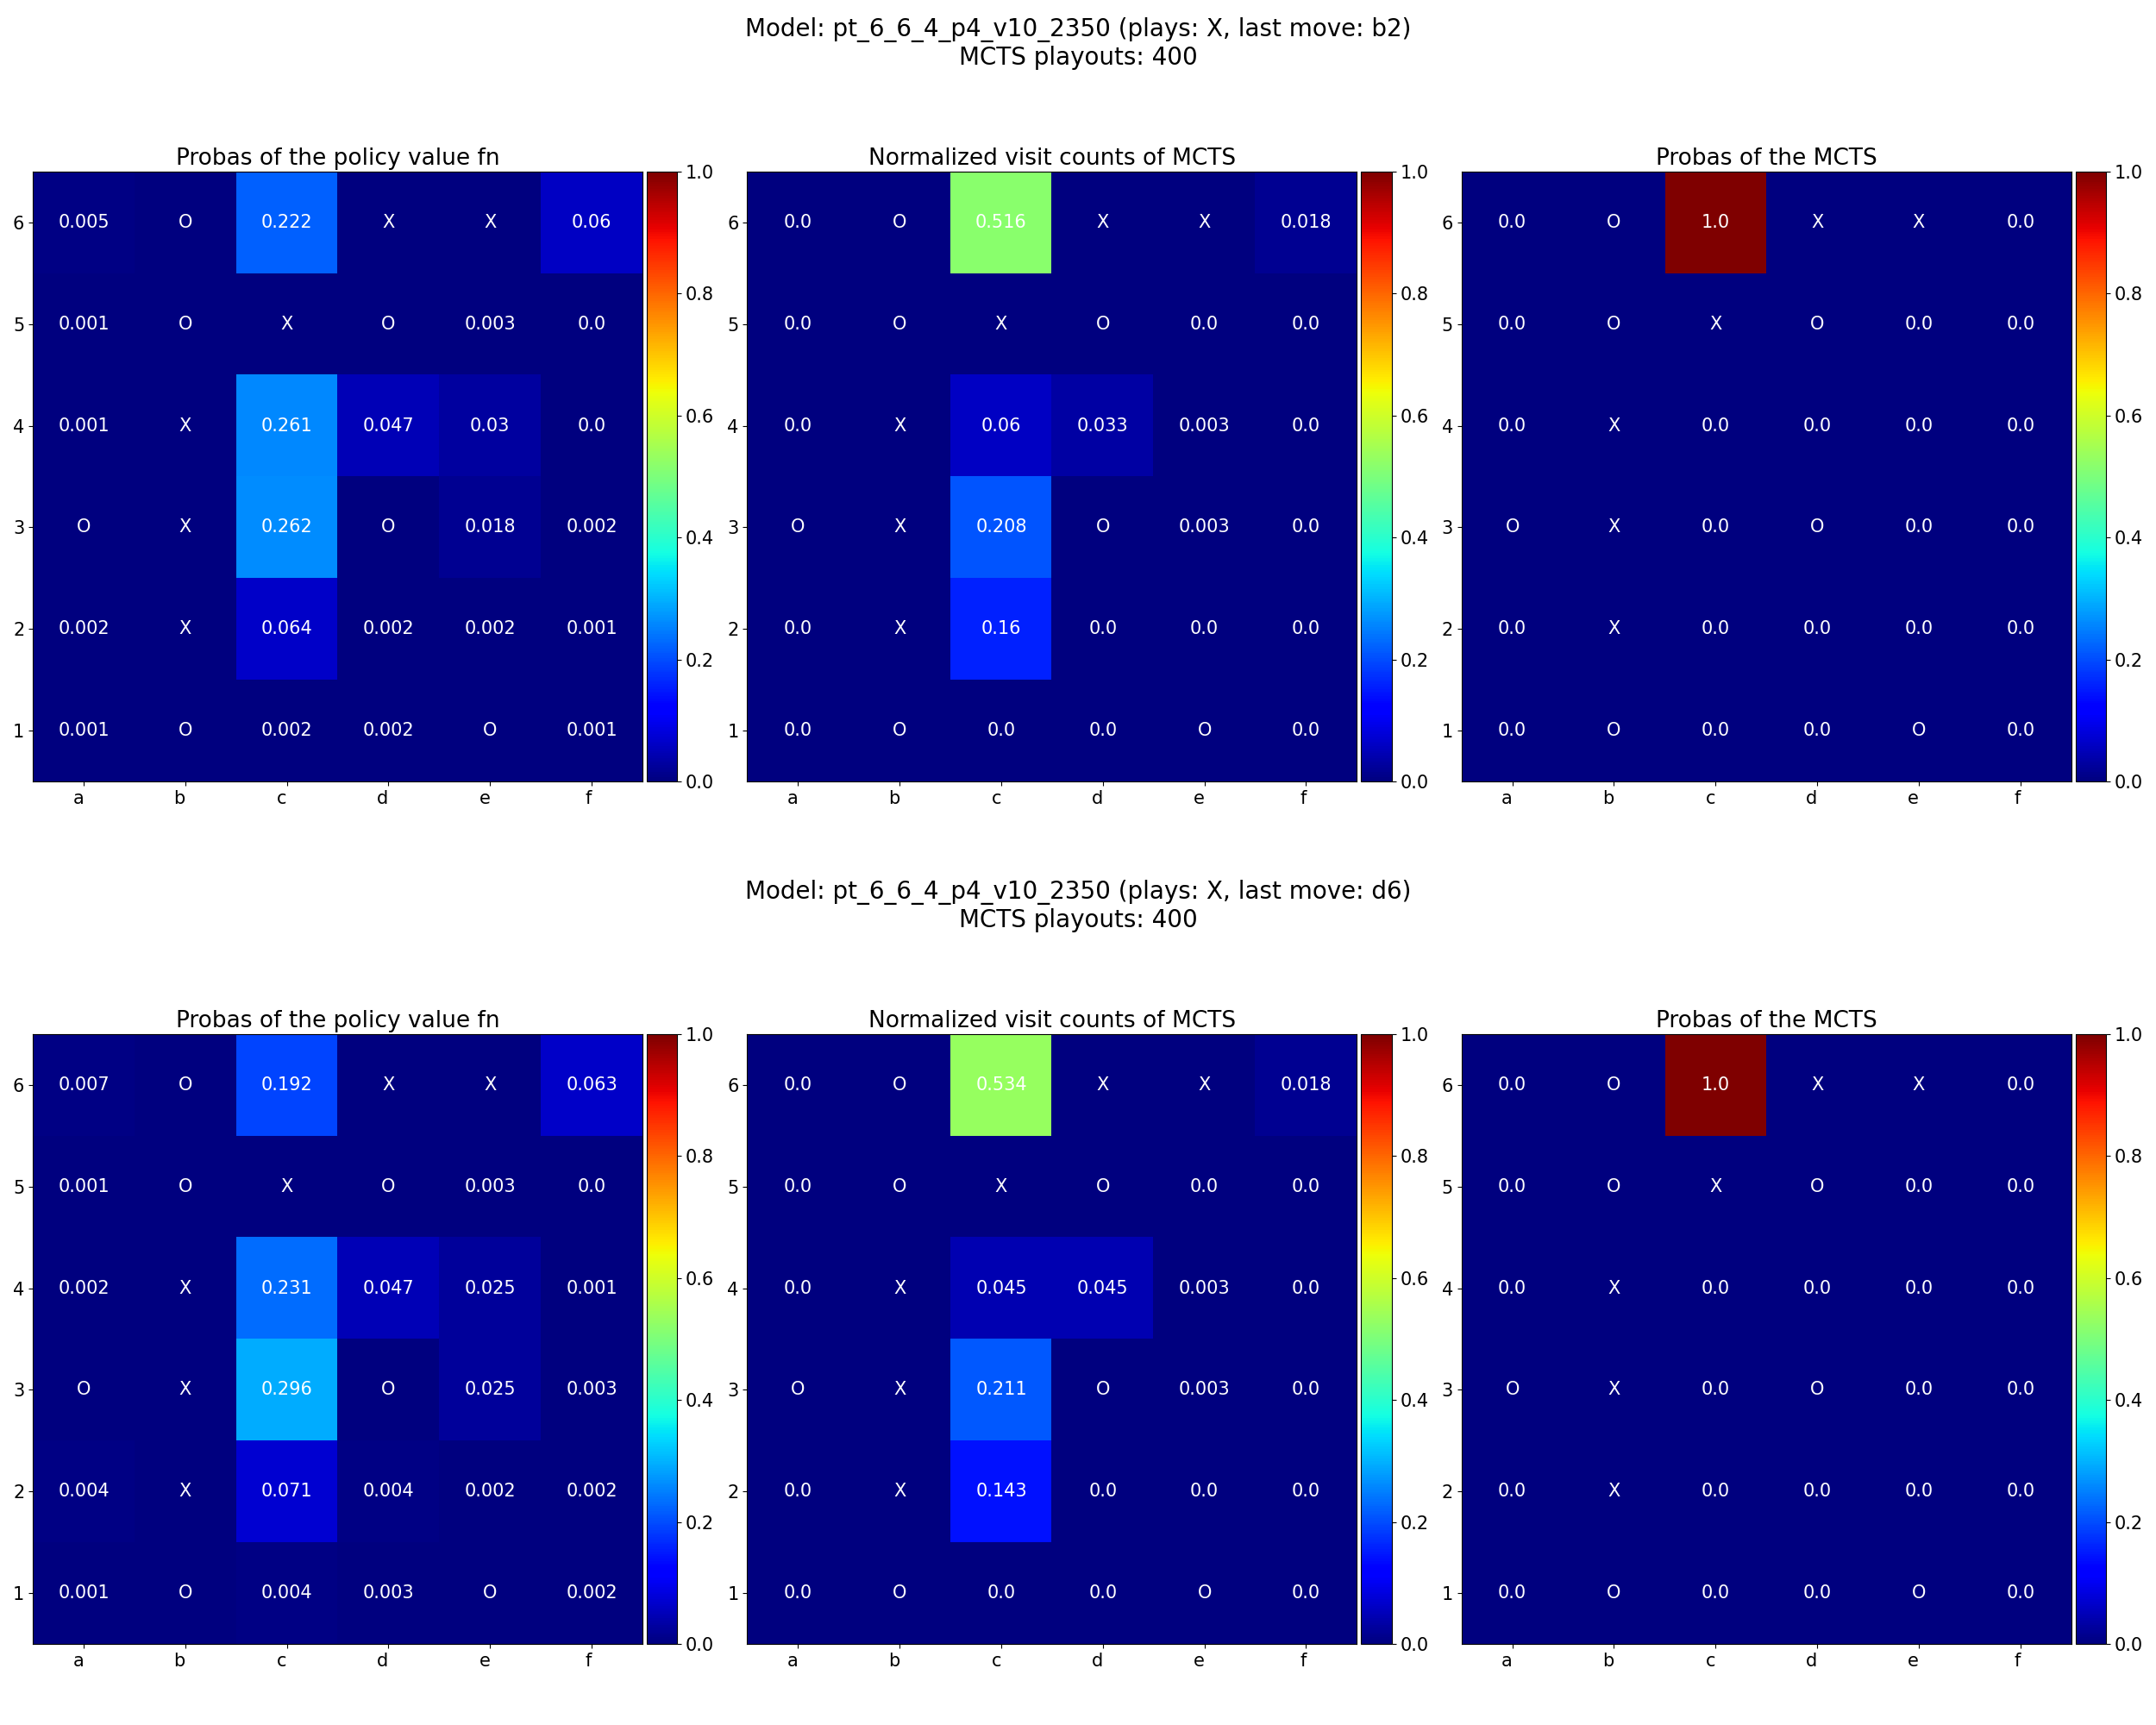 Model: pt_6_6_4_p4_v10_2350 (plays: X, last move: b2)
MCTS playouts: 400
Probas of the policy value fn
6 0.005 O 0.222 X X 0.06
5 0.001 O X O 0.003 0.0
4 0.001 X 0.261 0.047 0.03 0.0
3 O X 0.262 O 0.018 0.002
2 0.002 X 0.064 0.002 0.002 0.001
1 0.001 O 0.002 0.002 O 0.001
a b c d e f
1.0
0.8
0.6
0.4
0.2
0.0
Normalized visit counts of MCTS
6 0.0 O 0.516 X X 0.018
5 0.0 O X O 0.0 0.0
4 0.0 X 0.06 0.033 0.003 0.0
3 O X 0.208 O 0.003 0.0
2 0.0 X 0.16 0.0 0.0 0.0
1 0.0 O 0.0 0.0 O 0.0
a b c d e f
1.0
0.8
0.6
0.4
0.2
0.0
Probas of the MCTS
6 0.0 O 1.0 X X 0.0
5 0.0 O X O 0.0 0.0
4 0.0 X 0.0 0.0 0.0 0.0
3 O X 0.0 O 0.0 0.0
2 0.0 X 0.0 0.0 0.0 0.0
1 0.0 O 0.0 0.0 O 0.0
a b c d e f
1.0
0.8
0.6
0.4
0.2
0.0
Model: pt_6_6_4_p4_v10_2350 (plays: X, last move: d6)
MCTS playouts: 400
Probas of the policy value fn
6 0.007 O 0.192 X X 0.063
5 0.001 O X O 0.003 0.0
4 0.002 X 0.231 0.047 0.025 0.001
3 O X 0.296 O 0.025 0.003
2 0.004 X 0.071 0.004 0.002 0.002
1 0.001 O 0.004 0.003 O 0.002
a b c d e f
1.0
0.8
0.6
0.4
0.2
0.0
Normalized visit counts of MCTS
6 0.0 O 0.534 X X 0.018
5 0.0 O X O 0.0 0.0
4 0.0 X 0.045 0.045 0.003 0.0
3 O X 0.211 O 0.003 0.0
2 0.0 X 0.143 0.0 0.0 0.0
1 0.0 O 0.0 0.0 O 0.0
a b c d e f
1.0
0.8
0.6
0.4
0.2
0.0
Probas of the MCTS
6 0.0 O 1.0 X X 0.0
5 0.0 O X O 0.0 0.0
4 0.0 X 0.0 0.0 0.0 0.0
3 O X 0.0 O 0.0 0.0
2 0.0 X 0.0 0.0 0.0 0.0
1 0.0 O 0.0 0.0 O 0.0
a b c d e f
1.0
0.8
0.6
0.4
0.2
0.0